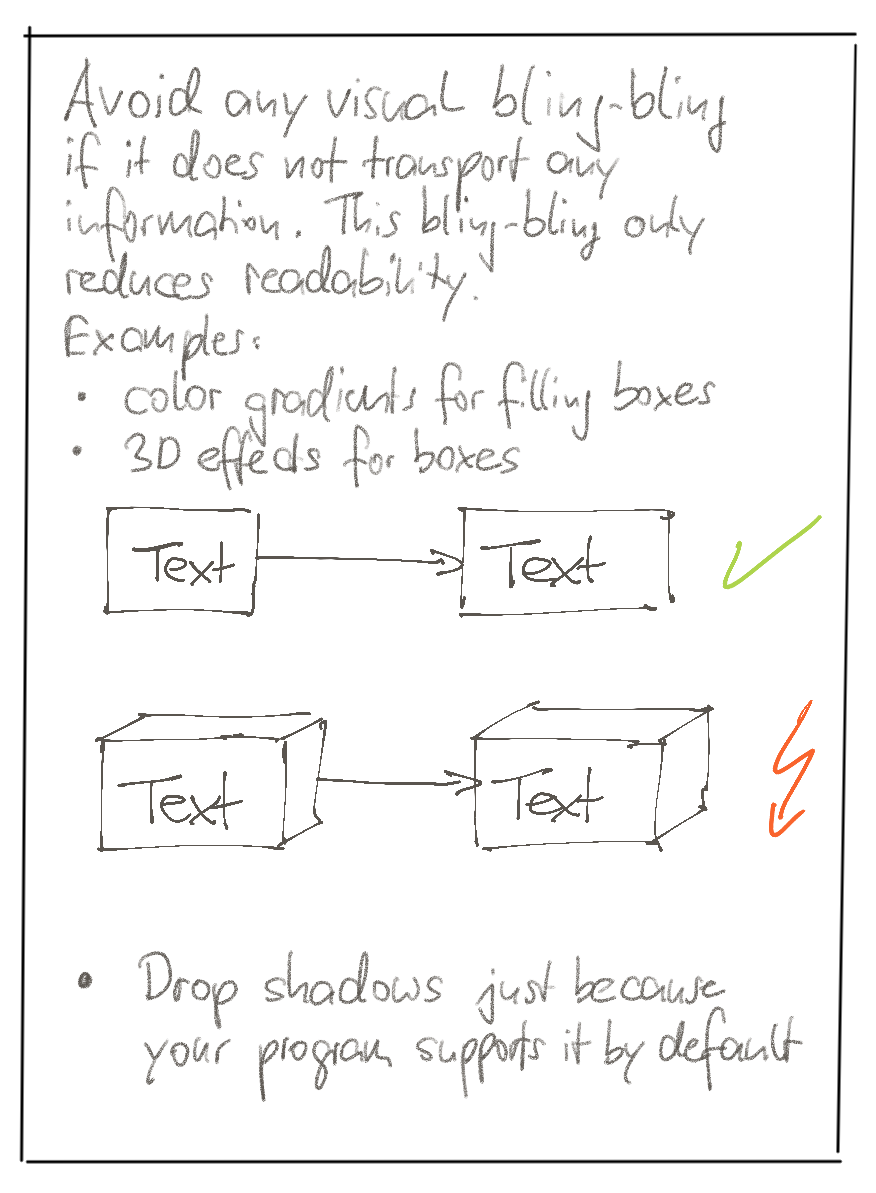 Avoid any visual bling-bling
if it does not transport any
information. This bling-bling only
reduces readability.
Examples:
• color gradients for filling boxes
• 3D effects for boxes
Text
Text
Text
Text
• Drop shadows just because
your program supports it by default